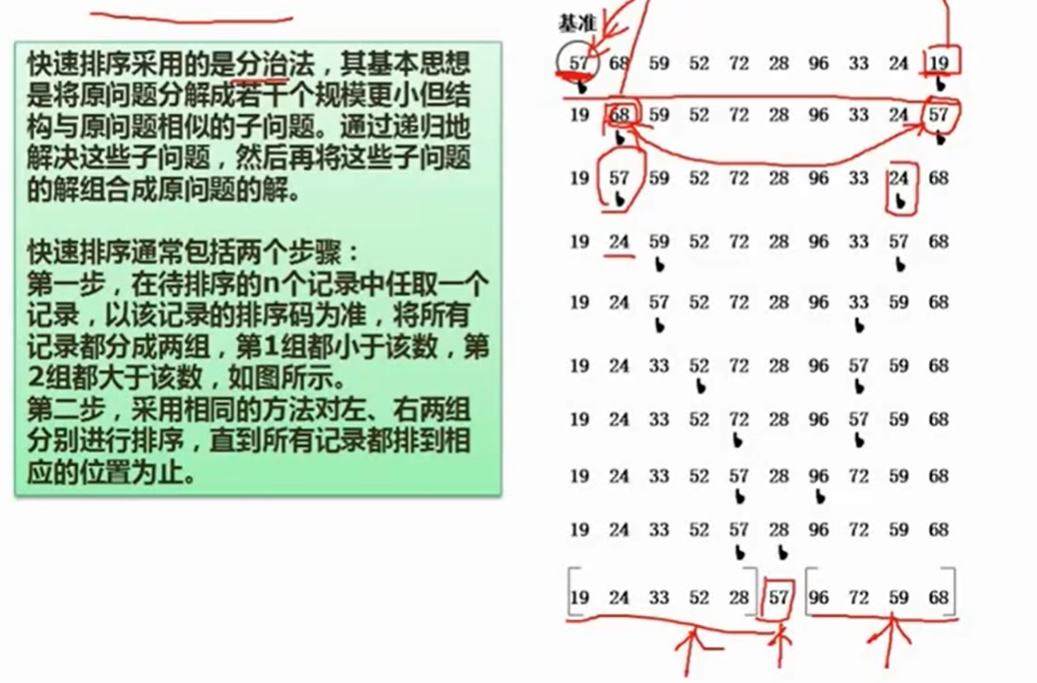 快速排序采用的是分治法，其基本思想
是将原问题分解成若干个规模更小但结
构与原问题相似的子问题。通过递归地
解决这些子问题，然后再将这些子问题
的解组合成原问题的解。
快速排序通常包括两个步骤：
第一步，在待排序的n个记录中任取一个
记录，以该记录的排序码为准，将所有
记录都分成两组，第1组都小于该数，第
2组都大于该数，如图所示。
第二步，采用相同的方法对左、右两组
分别进行排序，直到所有记录都排到相
应的位置为止。
基准
57 68 59 52 72 28 96 33 24 19
19 68 59 52 72 28 96 33 24 57
19 57 59 52 72 28 96 33 24 68
19 24 59 52 72 28 96 33 57 68
19 24 57 52 72 28 96 33 59 68
19 24 33 52 72 28 96 57 59 68
19 24 33 52 72 28 96 57 59 68
19 24 33 52 57 28 96 72 59 68
19 24 33 52 57 28 96 72 59 68
[19 24 33 52 28] 57 [96 72 59 68]